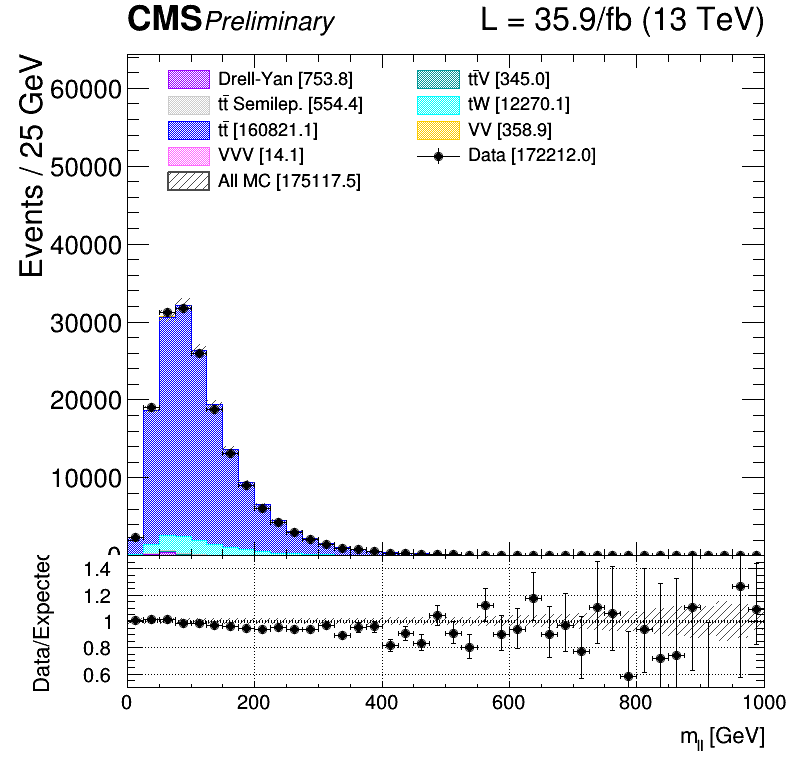 CMS Preliminary L = 35.9/fb (13 TeV)
Events / 25 GeV
60000
50000
40000
30000
20000
10000
0
Drell-Yan [753.8]
tt̄ Semilep. [554.4]
tt̄ [160821.1]
VVV [14.1]
All MC [175117.5]
tt̄V [345.0]
tW [12270.1]
VV [358.9]
Data [172212.0]
Data/Expected
1.4
1.2
1
0.8
0.6
0 200 400 600 800 1000
m_ll [GeV]